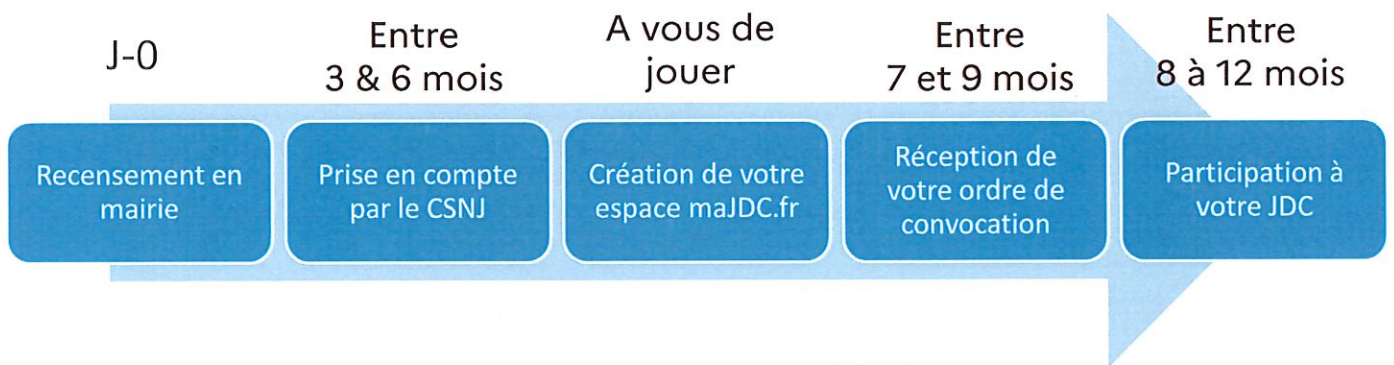 J-0
Entre
3 & 6 mois
A vous de
jouer
Entre
7 et 9 mois
Entre
8 à 12 mois
Recensement en
mairie
Prise en compte
par le CSNJ
Création de votre
espace maJDC.fr
Réception de
votre ordre de
convocation
Participation à
votre JDC